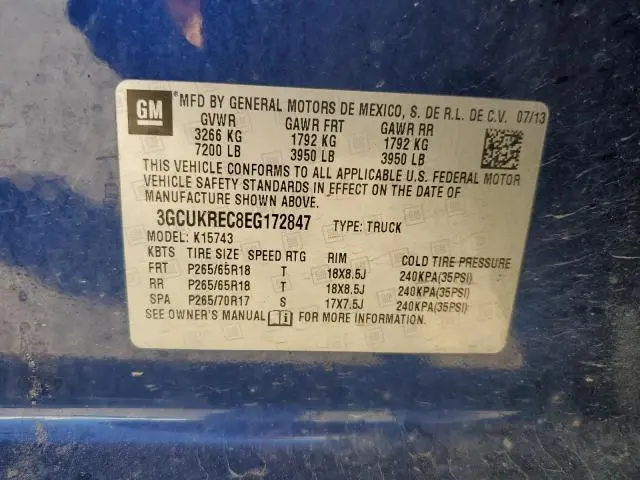 GM
®MFD BY GENERAL MOTORS DE MEXICO, S. DE R.L. DE C.V. 07/13
GVWR GAWR FRT GAWR RR
3266 KG 1792 KG 1792 KG
7200 LB 3950 LB 3950 LB
THIS VEHICLE CONFORMS TO ALL APPLICABLE U.S. FEDERAL MOTOR
VEHICLE SAFETY STANDARDS IN EFFECT ON THE DATE OF
MANUFACTURE SHOWN ABOVE.
3GCUKREC8EG172847 TYPE: TRUCK
MODEL: K15743
KBTS TIRE SIZE SPEED RTG RIM COLD TIRE PRESSURE
FRT P265/65R18 T 18X8.5J 240KPA(35PSI)
RR P265/65R18 T 18X8.5J 240KPA(35PSI)
SPA P265/70R17 S 17X7.5J 240KPA(35PSI)
SEE OWNER'S MANUAL FOR MORE INFORMATION.